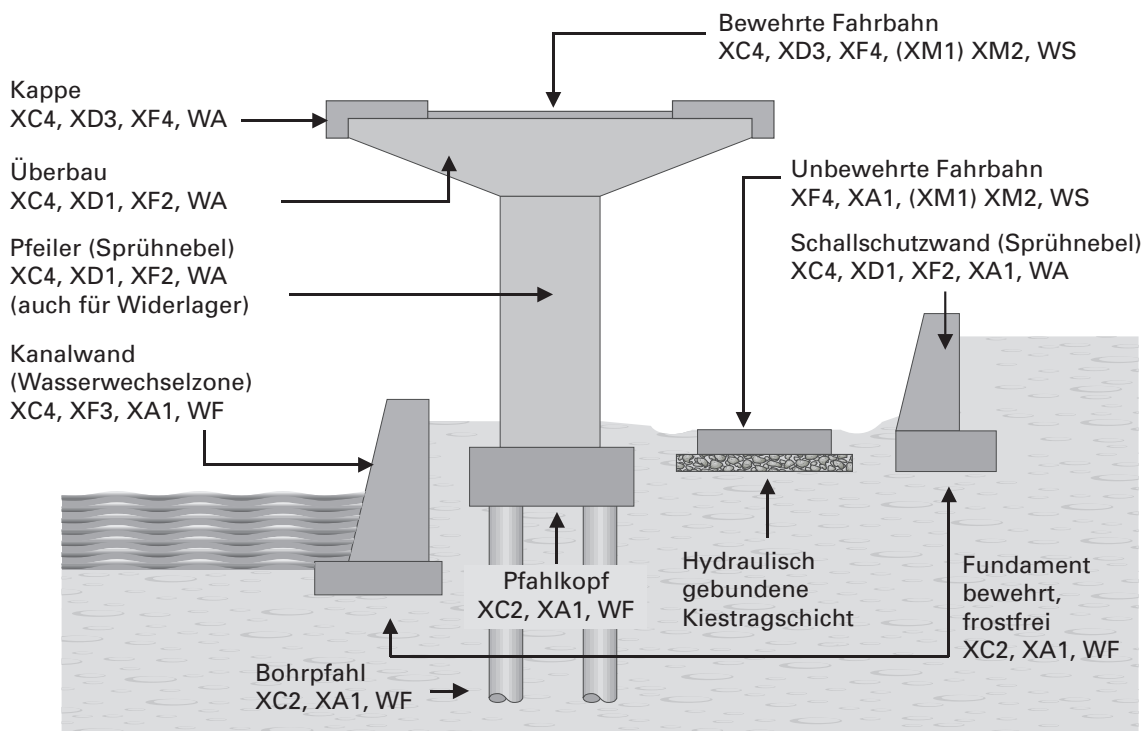 Bewehrte Fahrbahn
XC4, XD3, XF4, (XM1) XM2, WS
Kappe
XC4, XD3, XF4, WA
Überbau
XC4, XD1, XF2, WA
Pfeiler (Sprühnebel)
XC4, XD1, XF2, WA
(auch für Widerlager)
Kanalwand
(Wasserwechselzone)
XC4, XF3, XA1, WF
Unbewehrte Fahrbahn
XF4, XA1, (XM1) XM2, WS
Schallschutzwand (Sprühnebel)
XC4, XD1, XF2, XA1, WA
Pfahlkopf
XC2, XA1, WF
Hydraulisch
gebundene
Kiestragschicht
Fundament
bewehrt,
frostfrei
XC2, XA1, WF
Bohrpfahl
XC2, XA1, WF